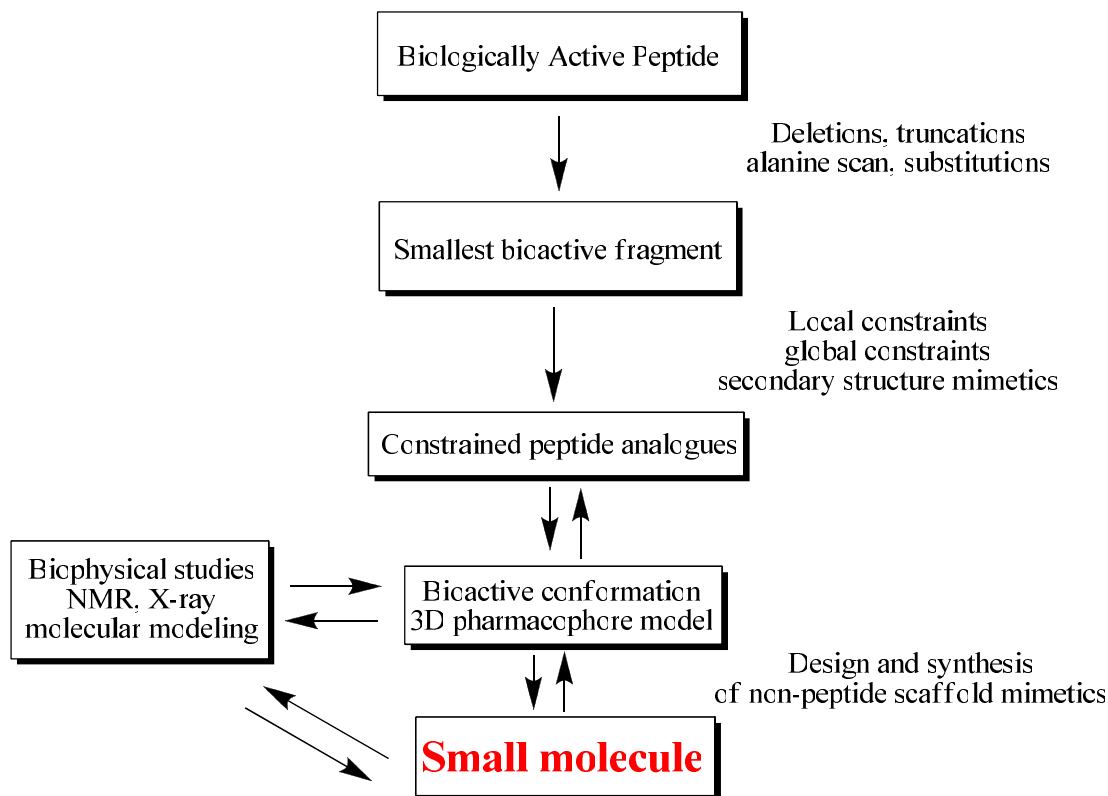 Biologically Active Peptide
Deletions, truncations
alanine scan, substitutions
Smallest bioactive fragment
Local constraints
global constraints
secondary structure mimetics
Constrained peptide analogues
Biophysical studies
NMR, X-ray
molecular modeling
Bioactive conformation
3D pharmacophore model
Design and synthesis
of non-peptide scaffold mimetics
Small molecule